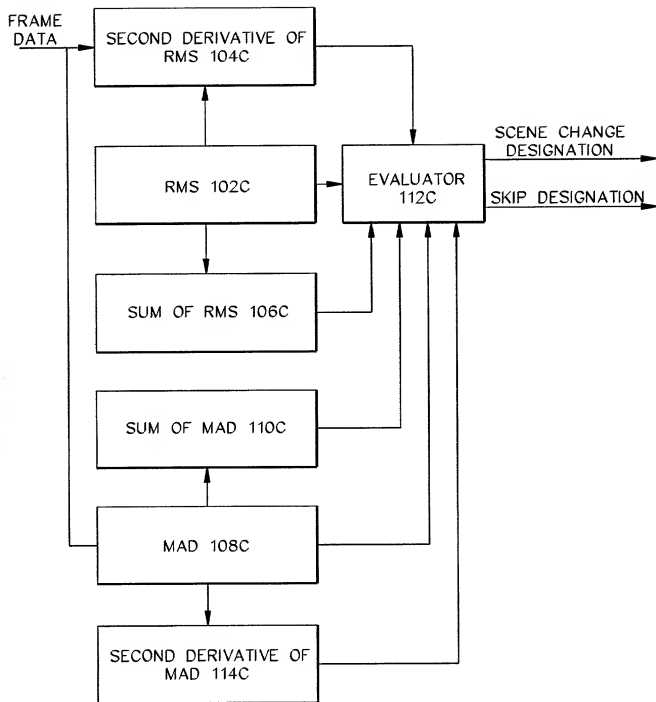 FRAME
DATA
SECOND DERIVATIVE OF
RMS 104C
RMS 102C
EVALUATOR
112C
SCENE CHANGE
DESIGNATION
SKIP DESIGNATION
SUM OF RMS 106C
SUM OF MAD 110C
MAD 108C
SECOND DERIVATIVE OF
MAD 114C